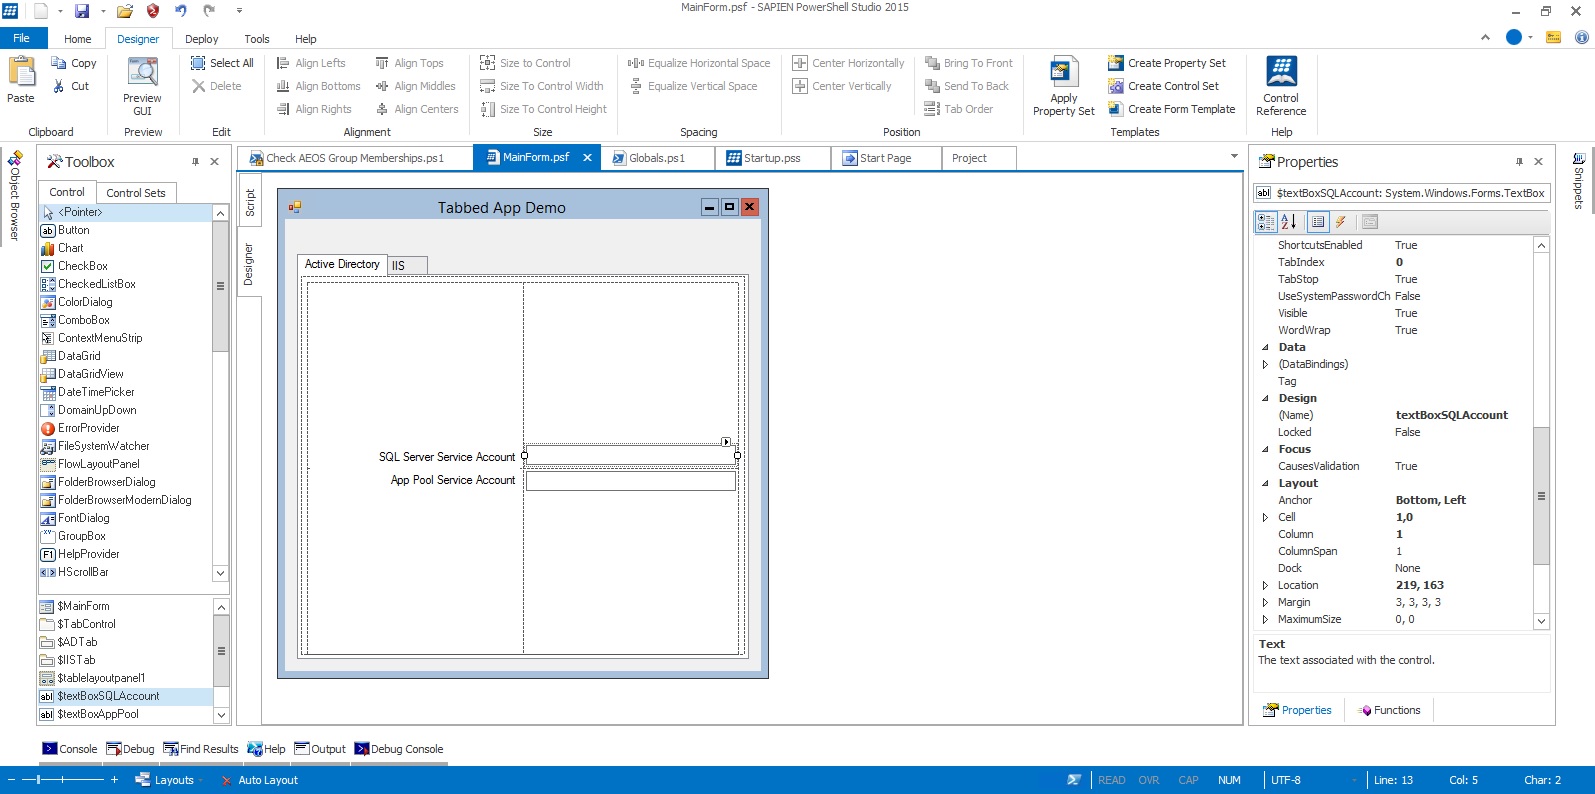 MainForm.psf - SAPIEN PowerShell Studio 2015
File Home Designer Deploy Tools Help
Paste
Copy
Cut
Clipboard
Preview
GUI
Preview
Select All
Delete
Edit
Align Lefts
Align Bottoms
Align Rights
Align Tops
Align Middles
Align Centers
Alignment
Size to Control
Size To Control Width
Size To Control Height
Size
Equalize Horizontal Space
Equalize Vertical Space
Spacing
Center Horizontally
Center Vertically
Bring To Front
Send To Back
Tab Order
Position
Apply
Property Set
Create Property Set
Create Control Set
Create Form Template
Templates
Control
Reference
Help
Object Browser
Toolbox
Control Control Sets
<Pointer>
Button
Chart
CheckBox
CheckedListBox
ColorDialog
ComboBox
ContextMenuStrip
DataGrid
DataGridView
DateTimePicker
DomainUpDown
ErrorProvider
FileSystemWatcher
FlowLayoutPanel
FolderBrowserDialog
FolderBrowserModernDialog
FontDialog
GroupBox
HelpProvider
HScrollBar
$MainForm
$TabControl
$ADTab
$IISTab
$tablelayoutpanel1
$textBoxSQLAccount
$textBoxAppPool
Check AEOS Group Memberships.ps1 MainForm.psf Globals.ps1 Startup.pss Start Page Project
Script
Designer
Tabbed App Demo
Active Directory IIS
SQL Server Service Account
App Pool Service Account
Properties
$textBoxSQLAccount: System.Windows.Forms.TextBox
ShortcutsEnabled True
TabIndex 0
TabStop True
UseSystemPasswordCh False
Visible True
WordWrap True
Data
(DataBindings)
Tag
Design
(Name) textBoxSQLAccount
Locked False
Focus
CausesValidation True
Layout
Anchor Bottom, Left
Cell 1,0
Column 1
ColumnSpan 1
Dock None
Location 219, 163
Margin 3, 3, 3, 3
MaximumSize 0, 0
Text
The text associated with the control.
Properties Functions
Snippets
Console Debug Find Results Help Output Debug Console
Layouts Auto Layout READ OVR CAP NUM UTF-8 Line: 13 Col: 5 Char: 2